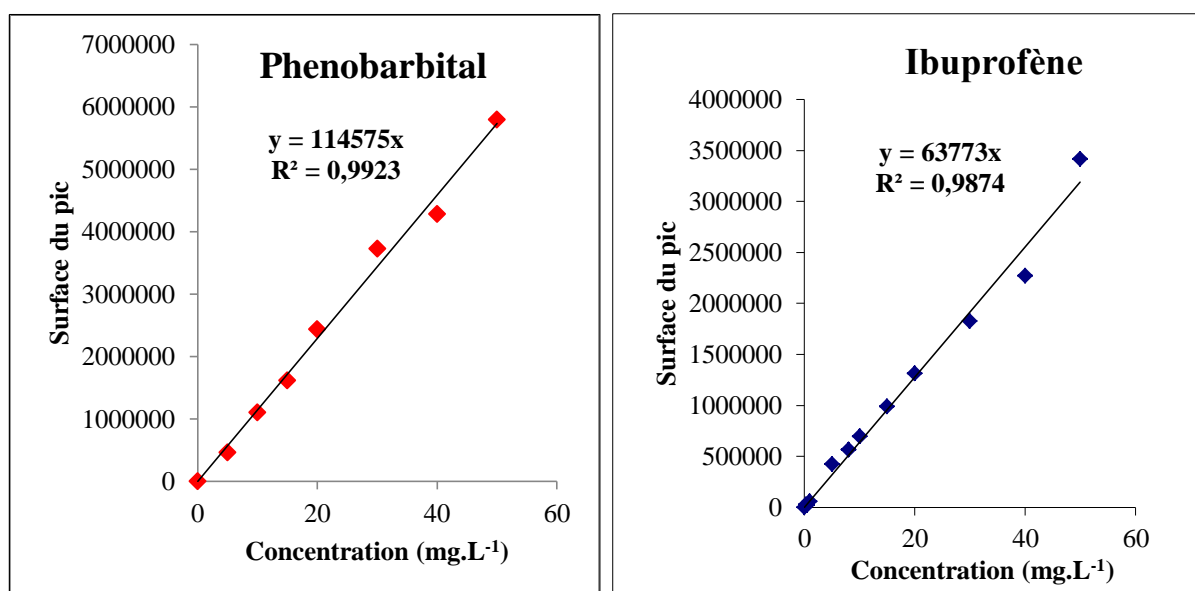 Phenobarbital
y = 114575x
R² = 0,9923
Surface du pic
7000000
6000000
5000000
4000000
3000000
2000000
1000000
0
0 20 40 60
Concentration (mg.L⁻¹)
Ibuprofène
y = 63773x
R² = 0,9874
Surface du pic
4000000
3500000
3000000
2500000
2000000
1500000
1000000
500000
0
0 20 40 60
Concentration (mg.L⁻¹)